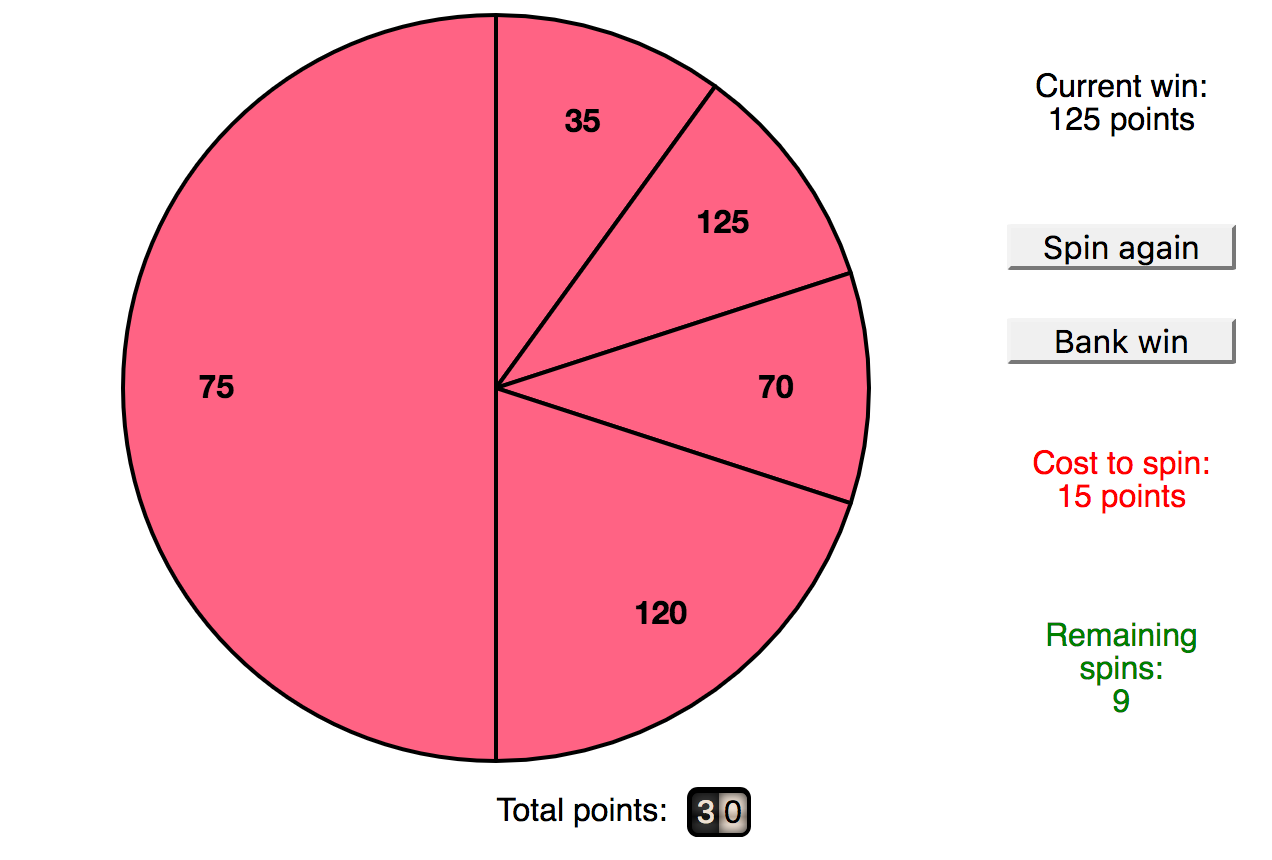 35
125
75
70
120
Current win:
125 points
Spin again
Bank win
Cost to spin:
15 points
Remaining
spins:
9
Total points: 30